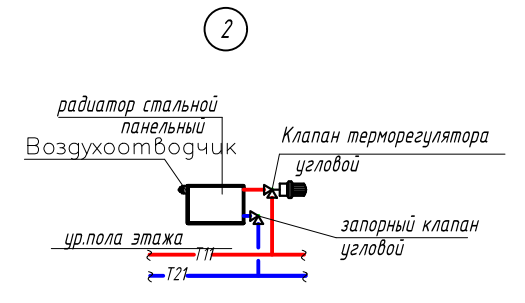 2
радиатор стальной
панельный
Воздухоотводчик
Клапан терморегулятора
угловой
запорный клапан
угловой
ур.пола этажа
Т11
Т21